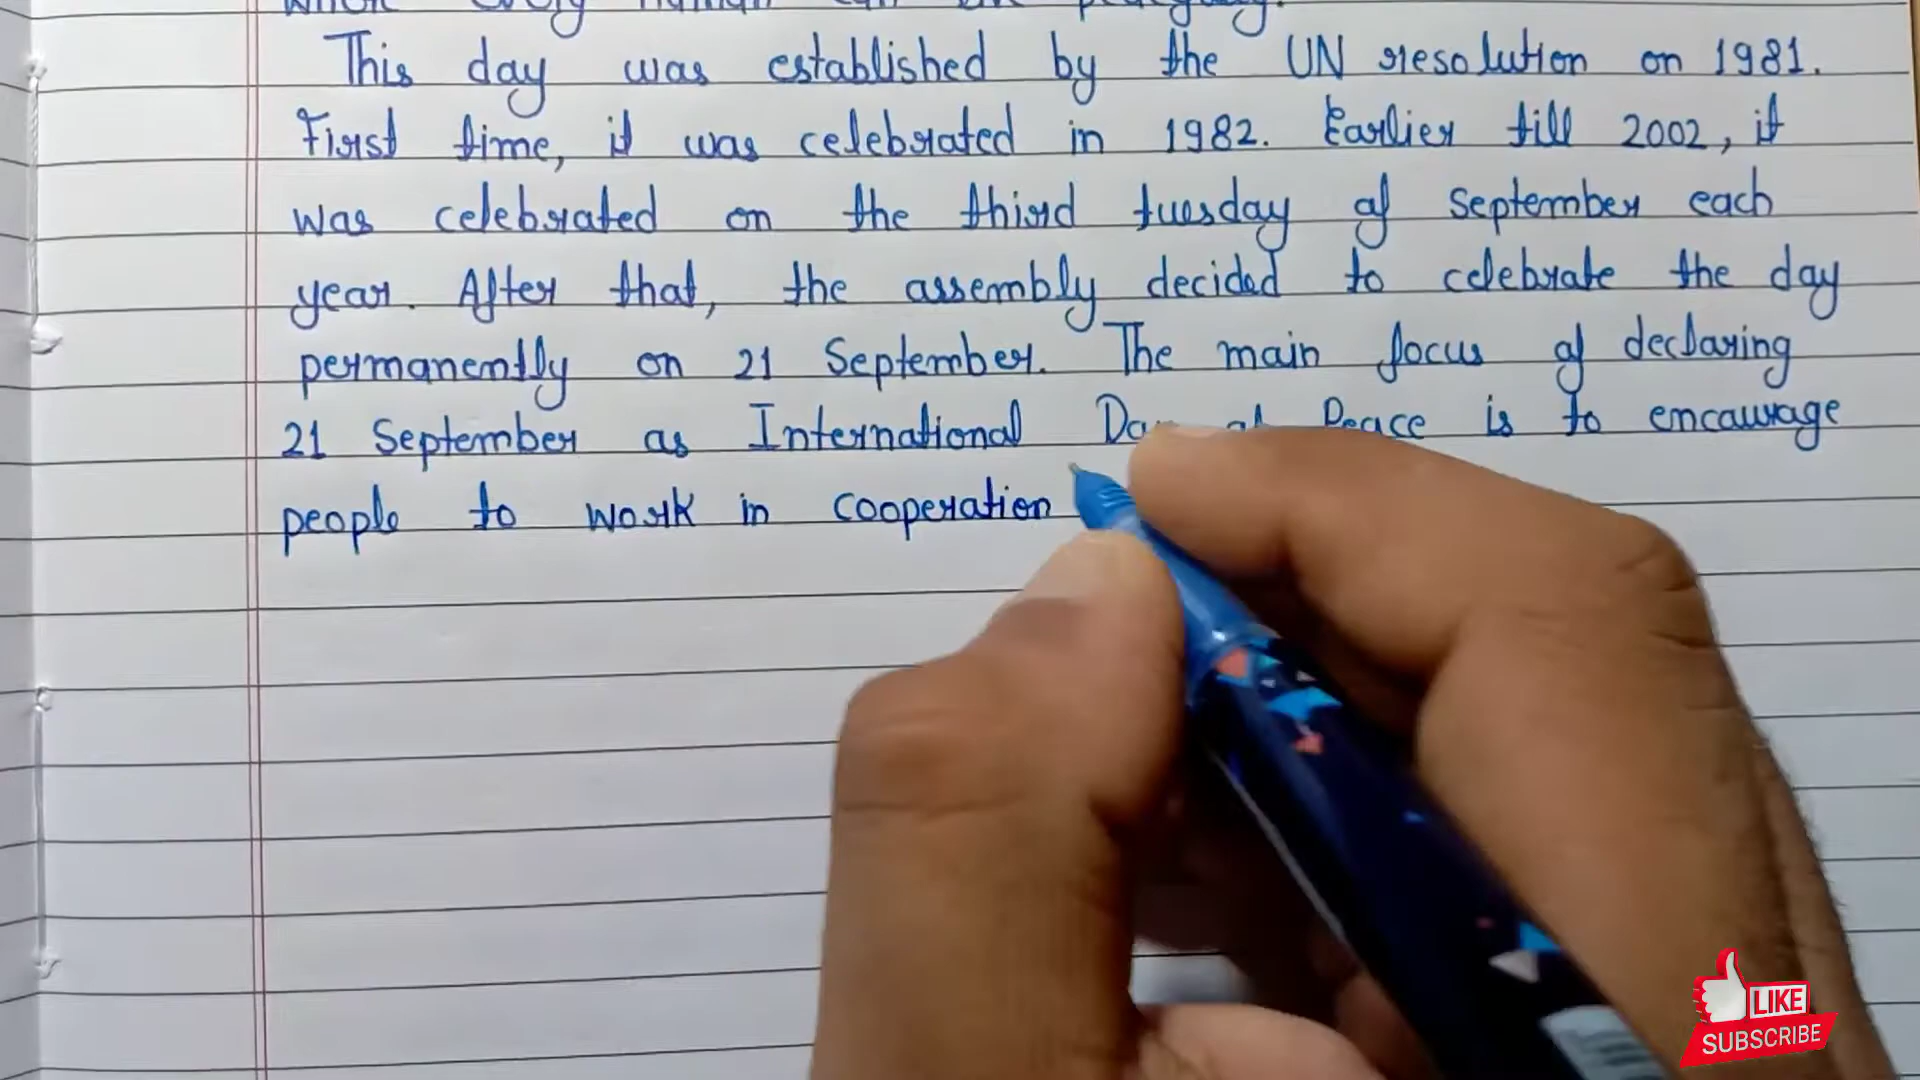 This day was established by the UN resolution on 1981.
First time, it was celebrated in 1982. Earlier till 2002, it
was celebrated on the third tuesday of September each
year. After that, the assembly decided to celebrate the day
permanently on 21 September. The main focus of declaring
21 September as International Day of Peace is to encourage
people to work in cooperation
LIKE
SUBSCRIBE